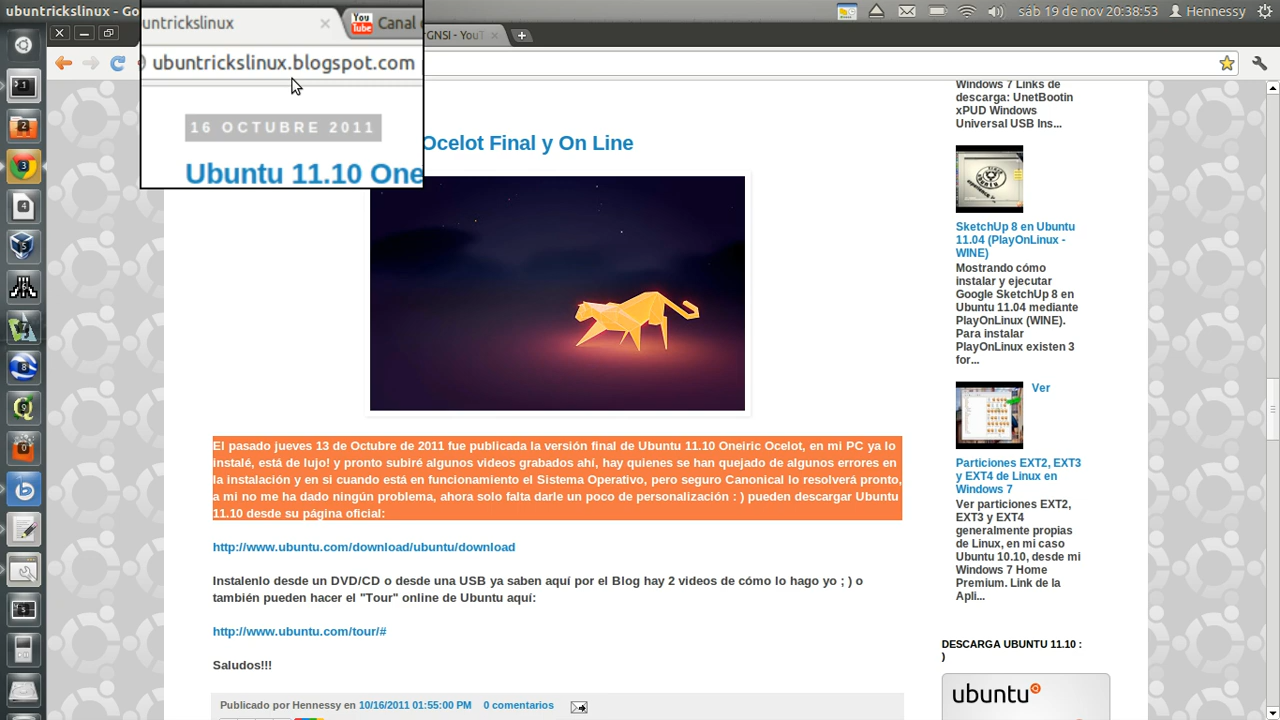 ubuntrickslinux - Go
sáb 19 de nov 20:38:53
Hennessy
untrickslinux
You Tube
Canal
rGNSI - YouT
ubuntrickslinux.blogspot.com
16 OCTUBRE 2011
Ubuntu 11.10 One
Ocelot Final y On Line
El pasado jueves 13 de Octubre de 2011 fue publicada la versión final de Ubuntu 11.10 Oneiric Ocelot, en mi PC ya lo
instalé, está de lujo! y pronto subiré algunos videos grabados ahí, hay quienes se han quejado de algunos errores en
la instalación y en si cuando está en funcionamiento el Sistema Operativo, pero seguro Canonical lo resolverá pronto,
a mi no me ha dado ningún problema, ahora solo falta darle un poco de personalización : ) pueden descargar Ubuntu
11.10 desde su página oficial:
http://www.ubuntu.com/download/ubuntu/download
Instalenlo desde un DVD/CD o desde una USB ya saben aquí por el Blog hay 2 videos de cómo lo hago yo ; ) o
también pueden hacer el "Tour" online de Ubuntu aquí:
http://www.ubuntu.com/tour/#
Saludos!!!
Publicado por Hennessy en 10/16/2011 01:55:00 PM 0 comentarios
Windows 7 Links de
descarga: UnetBootin
xPUD Windows
Universal USB Ins...
SketchUp 8 en Ubuntu
11.04 (PlayOnLinux -
WINE)
Mostrando cómo
instalar y ejecutar
Google SketchUp 8 en
Ubuntu 11.04 mediante
PlayOnLinux (WINE).
Para instalar
PlayOnLinux existen 3
for...
Ver
Particiones EXT2, EXT3
y EXT4 de Linux en
Windows 7
Ver particiones EXT2,
EXT3 y EXT4
generalmente propias
de Linux, en mi caso
Ubuntu 10.10, desde mi
Windows 7 Home
Premium. Link de la
Apli...
DESCARGA UBUNTU 11.10 :
)
ubuntu